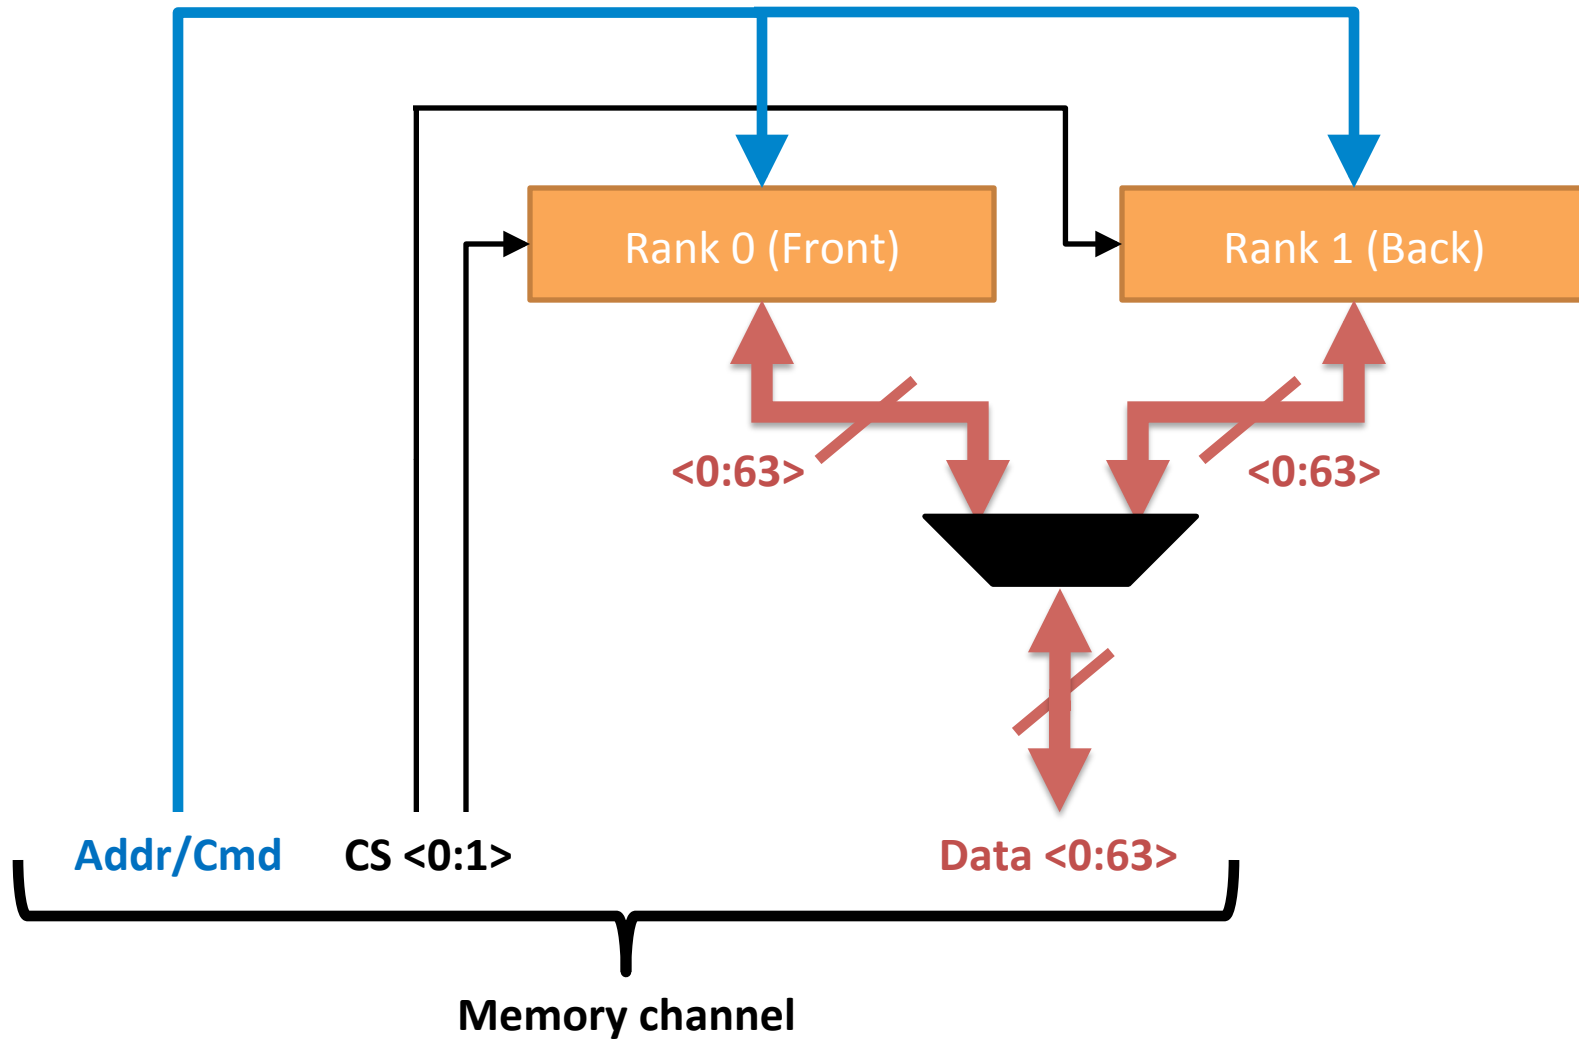 Rank 0 (Front)
Rank 1 (Back)
<0:63>
<0:63>
Addr/Cmd
CS <0:1>
Data <0:63>
Memory channel